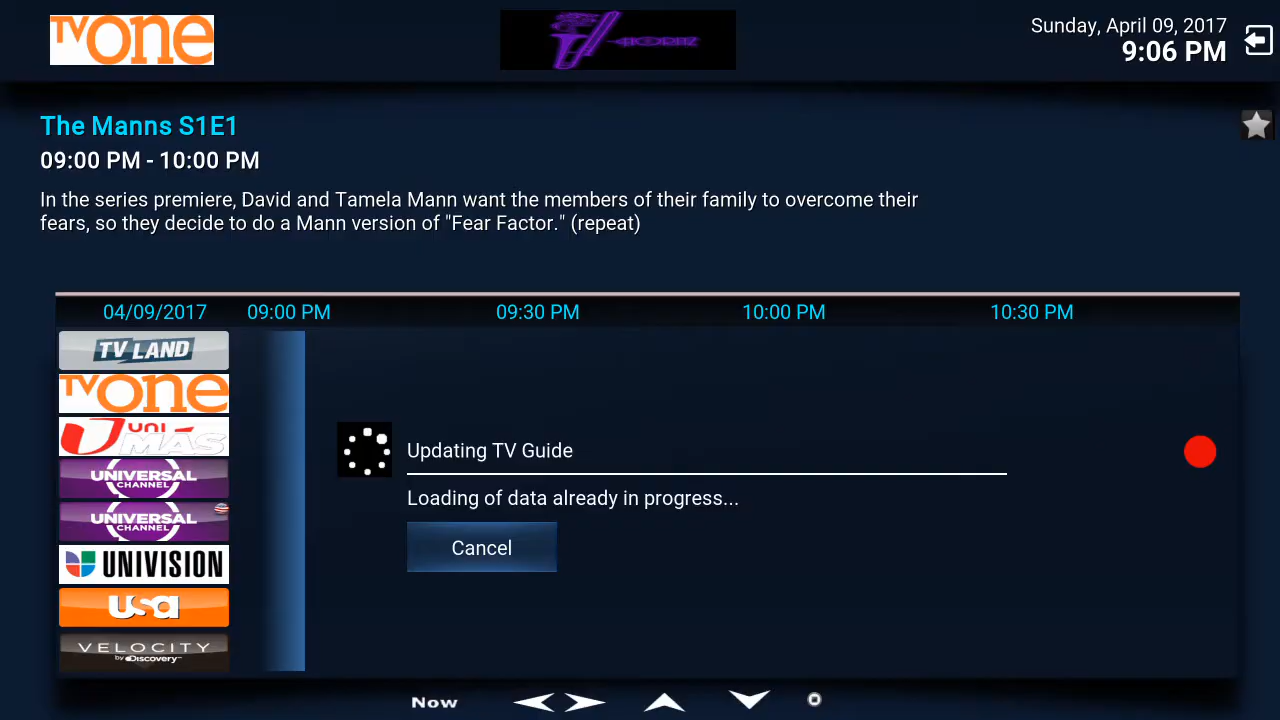 TV one
Sunday, April 09, 2017
9:06 PM
The Manns S1E1
09:00 PM - 10:00 PM
In the series premiere, David and Tamela Mann want the members of their family to overcome their
fears, so they decide to do a Mann version of "Fear Factor." (repeat)
04/09/2017 09:00 PM 09:30 PM 10:00 PM 10:30 PM
TV LAND
TV one
UNI
MÁS
UNIVERSAL
CHANNEL
UNIVERSAL
CHANNEL
UNIVISION
usa
VELOCITY
by Discovery
Updating TV Guide
Loading of data already in progress...
Cancel
Now